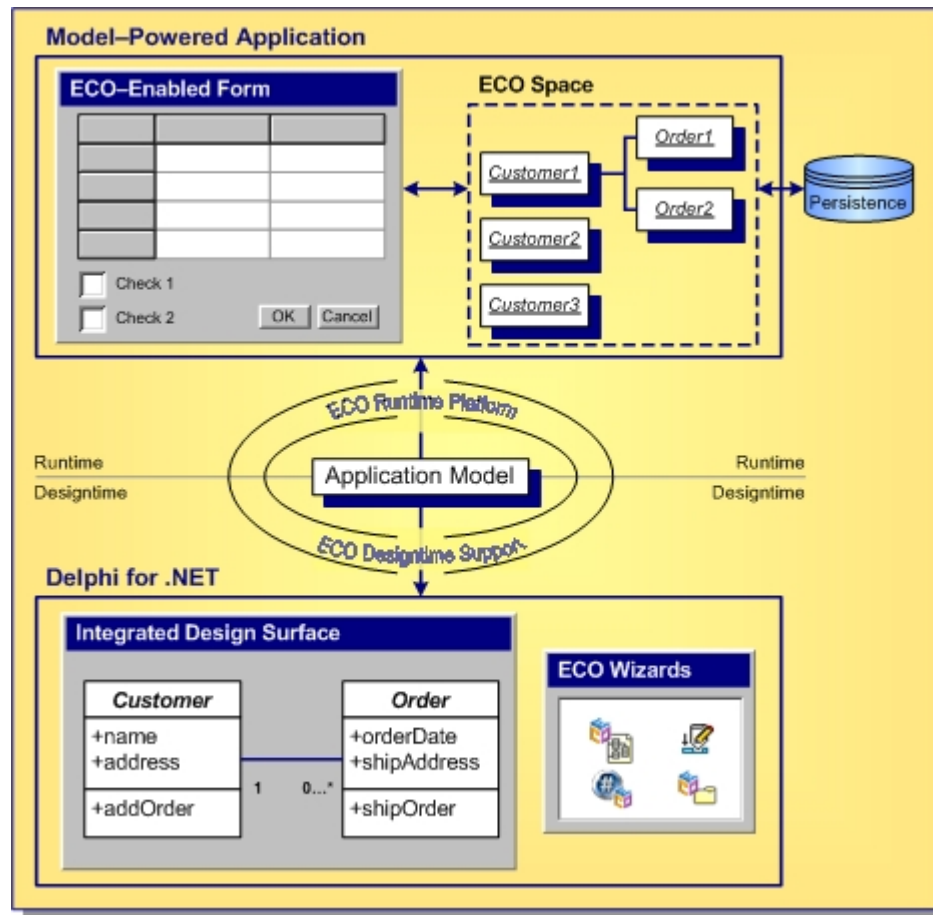 Model–Powered Application
ECO–Enabled Form
ECO Space
Order1
Customer1
Order2
Persistence
Customer2
Customer3
Check 1
Check 2
OK
Cancel
ECO Runtime Platform
Runtime
Runtime
Application Model
Designtime
Designtime
ECO Designtime Support
Delphi for .NET
Integrated Design Surface
ECO Wizards
Customer
Order
+name
+orderDate
+address
+shipAddress
1
0...*
+addOrder
+shipOrder